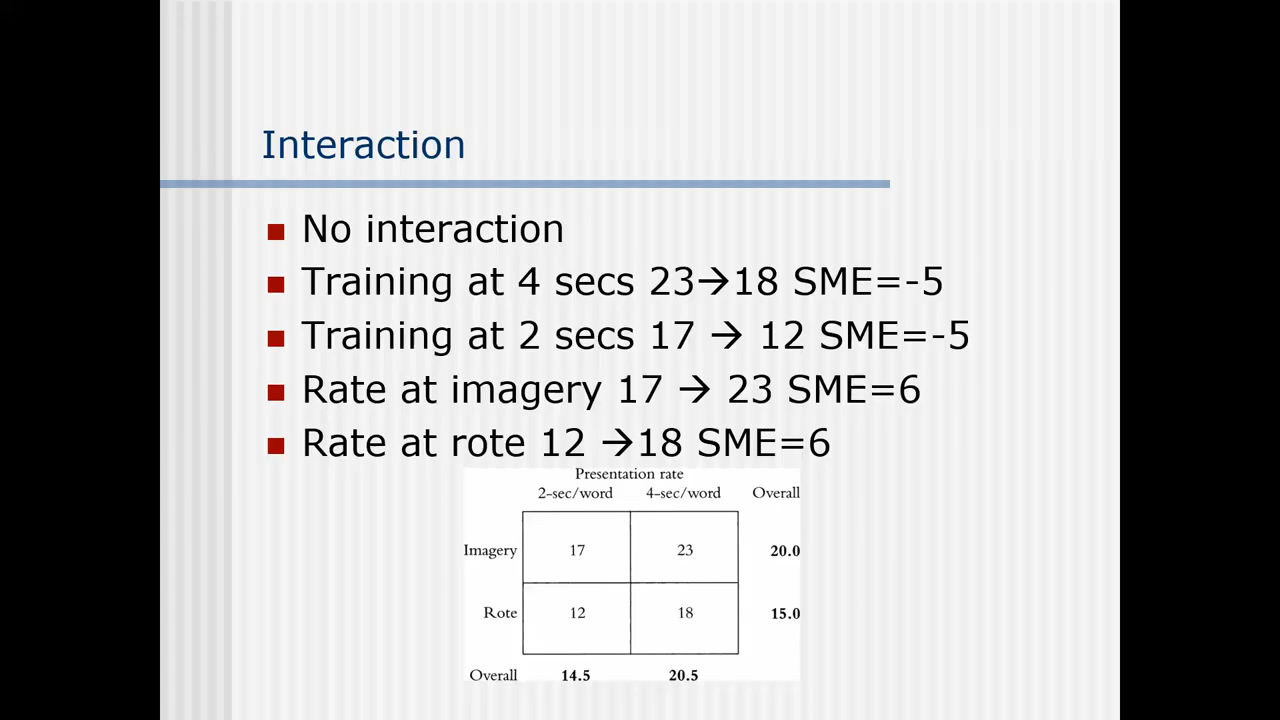 Interaction
No interaction
Training at 4 secs 23→18 SME=-5
Training at 2 secs 17 → 12 SME=-5
Rate at imagery 17 → 23 SME=6
Rate at rote 12 →18 SME=6
Presentation rate
2-sec/word 4-sec/word Overall
Imagery 17 23 20.0
Rote 12 18 15.0
Overall 14.5 20.5